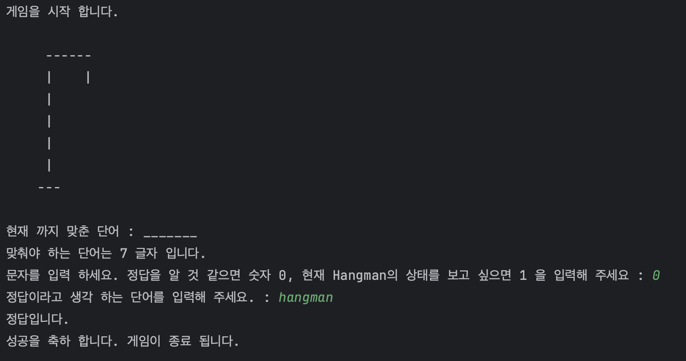 게임을 시작 합니다.
------
|    |
|
|
|
|
---
현재 까지 맞춘 단어 : _______
맞춰야 하는 단어는 7 글자 입니다.
문자를 입력 하세요. 정답을 알 것 같으면 숫자 0, 현재 Hangman의 상태를 보고 싶으면 1 을 입력해 주세요 : 0
정답이라고 생각 하는 단어를 입력해 주세요. : hangman
정답입니다.
성공을 축하 합니다. 게임이 종료 됩니다.